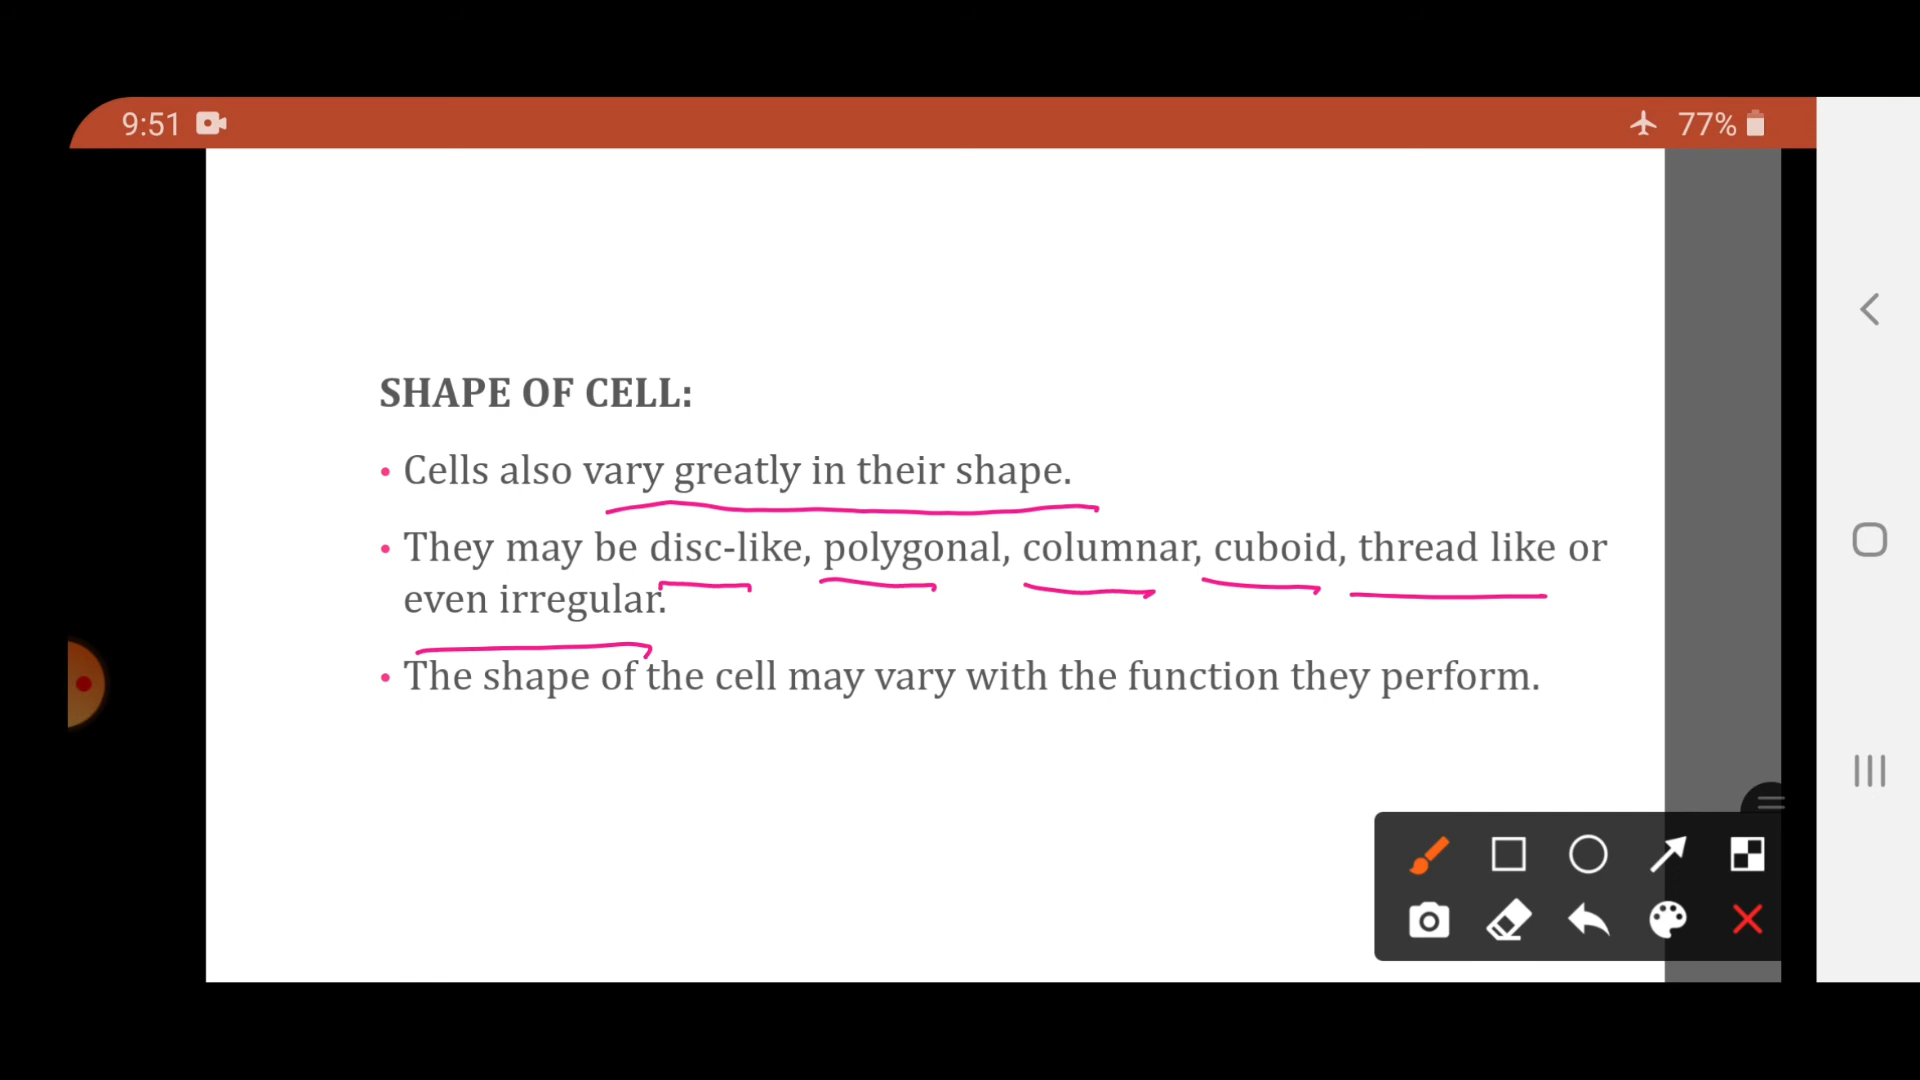 9:51
77%
SHAPE OF CELL:
• Cells also vary greatly in their shape.
• They may be disc-like, polygonal, columnar, cuboid, thread like or
even irregular.
• The shape of the cell may vary with the function they perform.